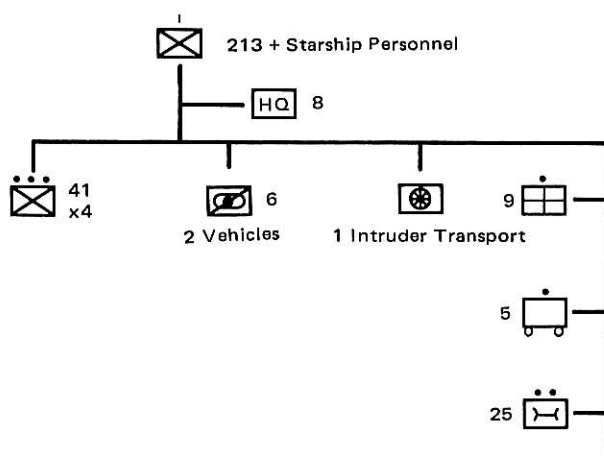 213 + Starship Personnel
HQ 8
41
x4
6
2 Vehicles
1 Intruder Transport
9
5
25